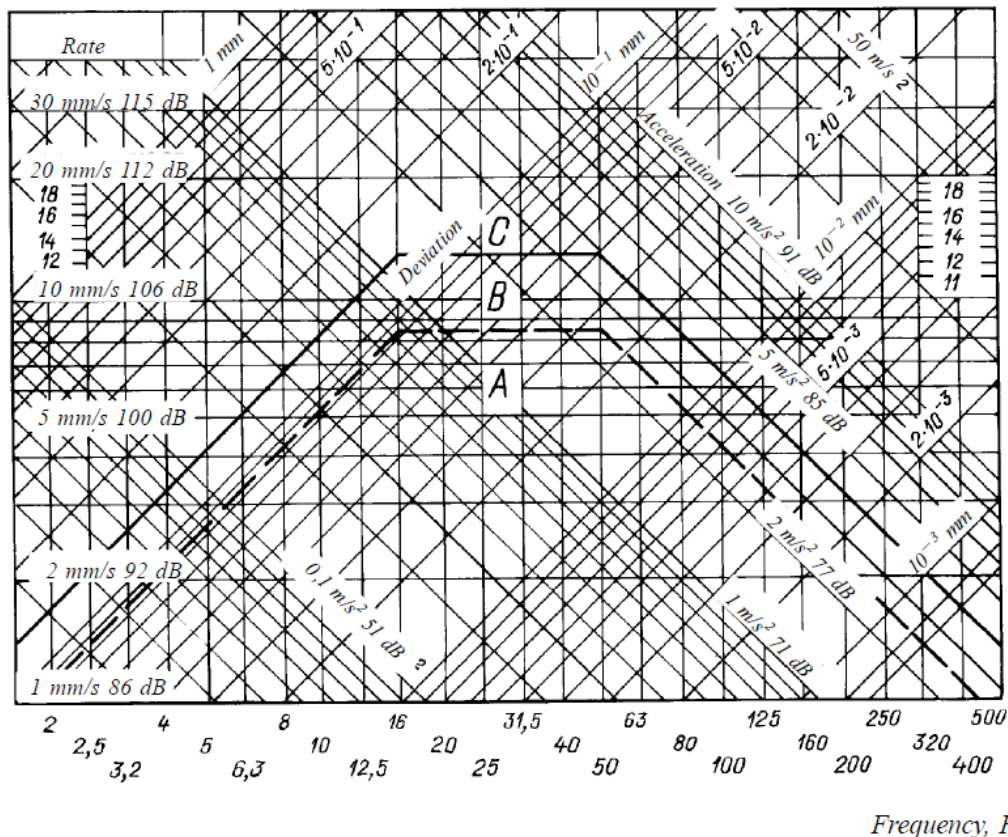 Rate
1 mm
5·10⁻¹
2·10⁻¹
10⁻¹ mm
5·10⁻²
50 m/s 2
2·10⁻²
30 mm/s 115 dB
Acceleration 10 m/s² 91 dB
20 mm/s 112 dB
18
16
14
12
18
16
14
12
11
10⁻² mm
Deviation
C
B
A
10 mm/s 106 dB
5·10⁻³
5 m/s² 85 dB
2·10⁻³
5 mm/s 100 dB
10⁻³ mm
2 m/s² 77 dB
2 mm/s 92 dB
0,1 m/s² 51 dB ²
1 m/s² 71 dB
1 mm/s 86 dB
2 4 8 16 31,5 63 125 250 500
2,5 5 10 20 40 80 160 320
3,2 6,3 12,5 25 50 100 200 400
Frequency,